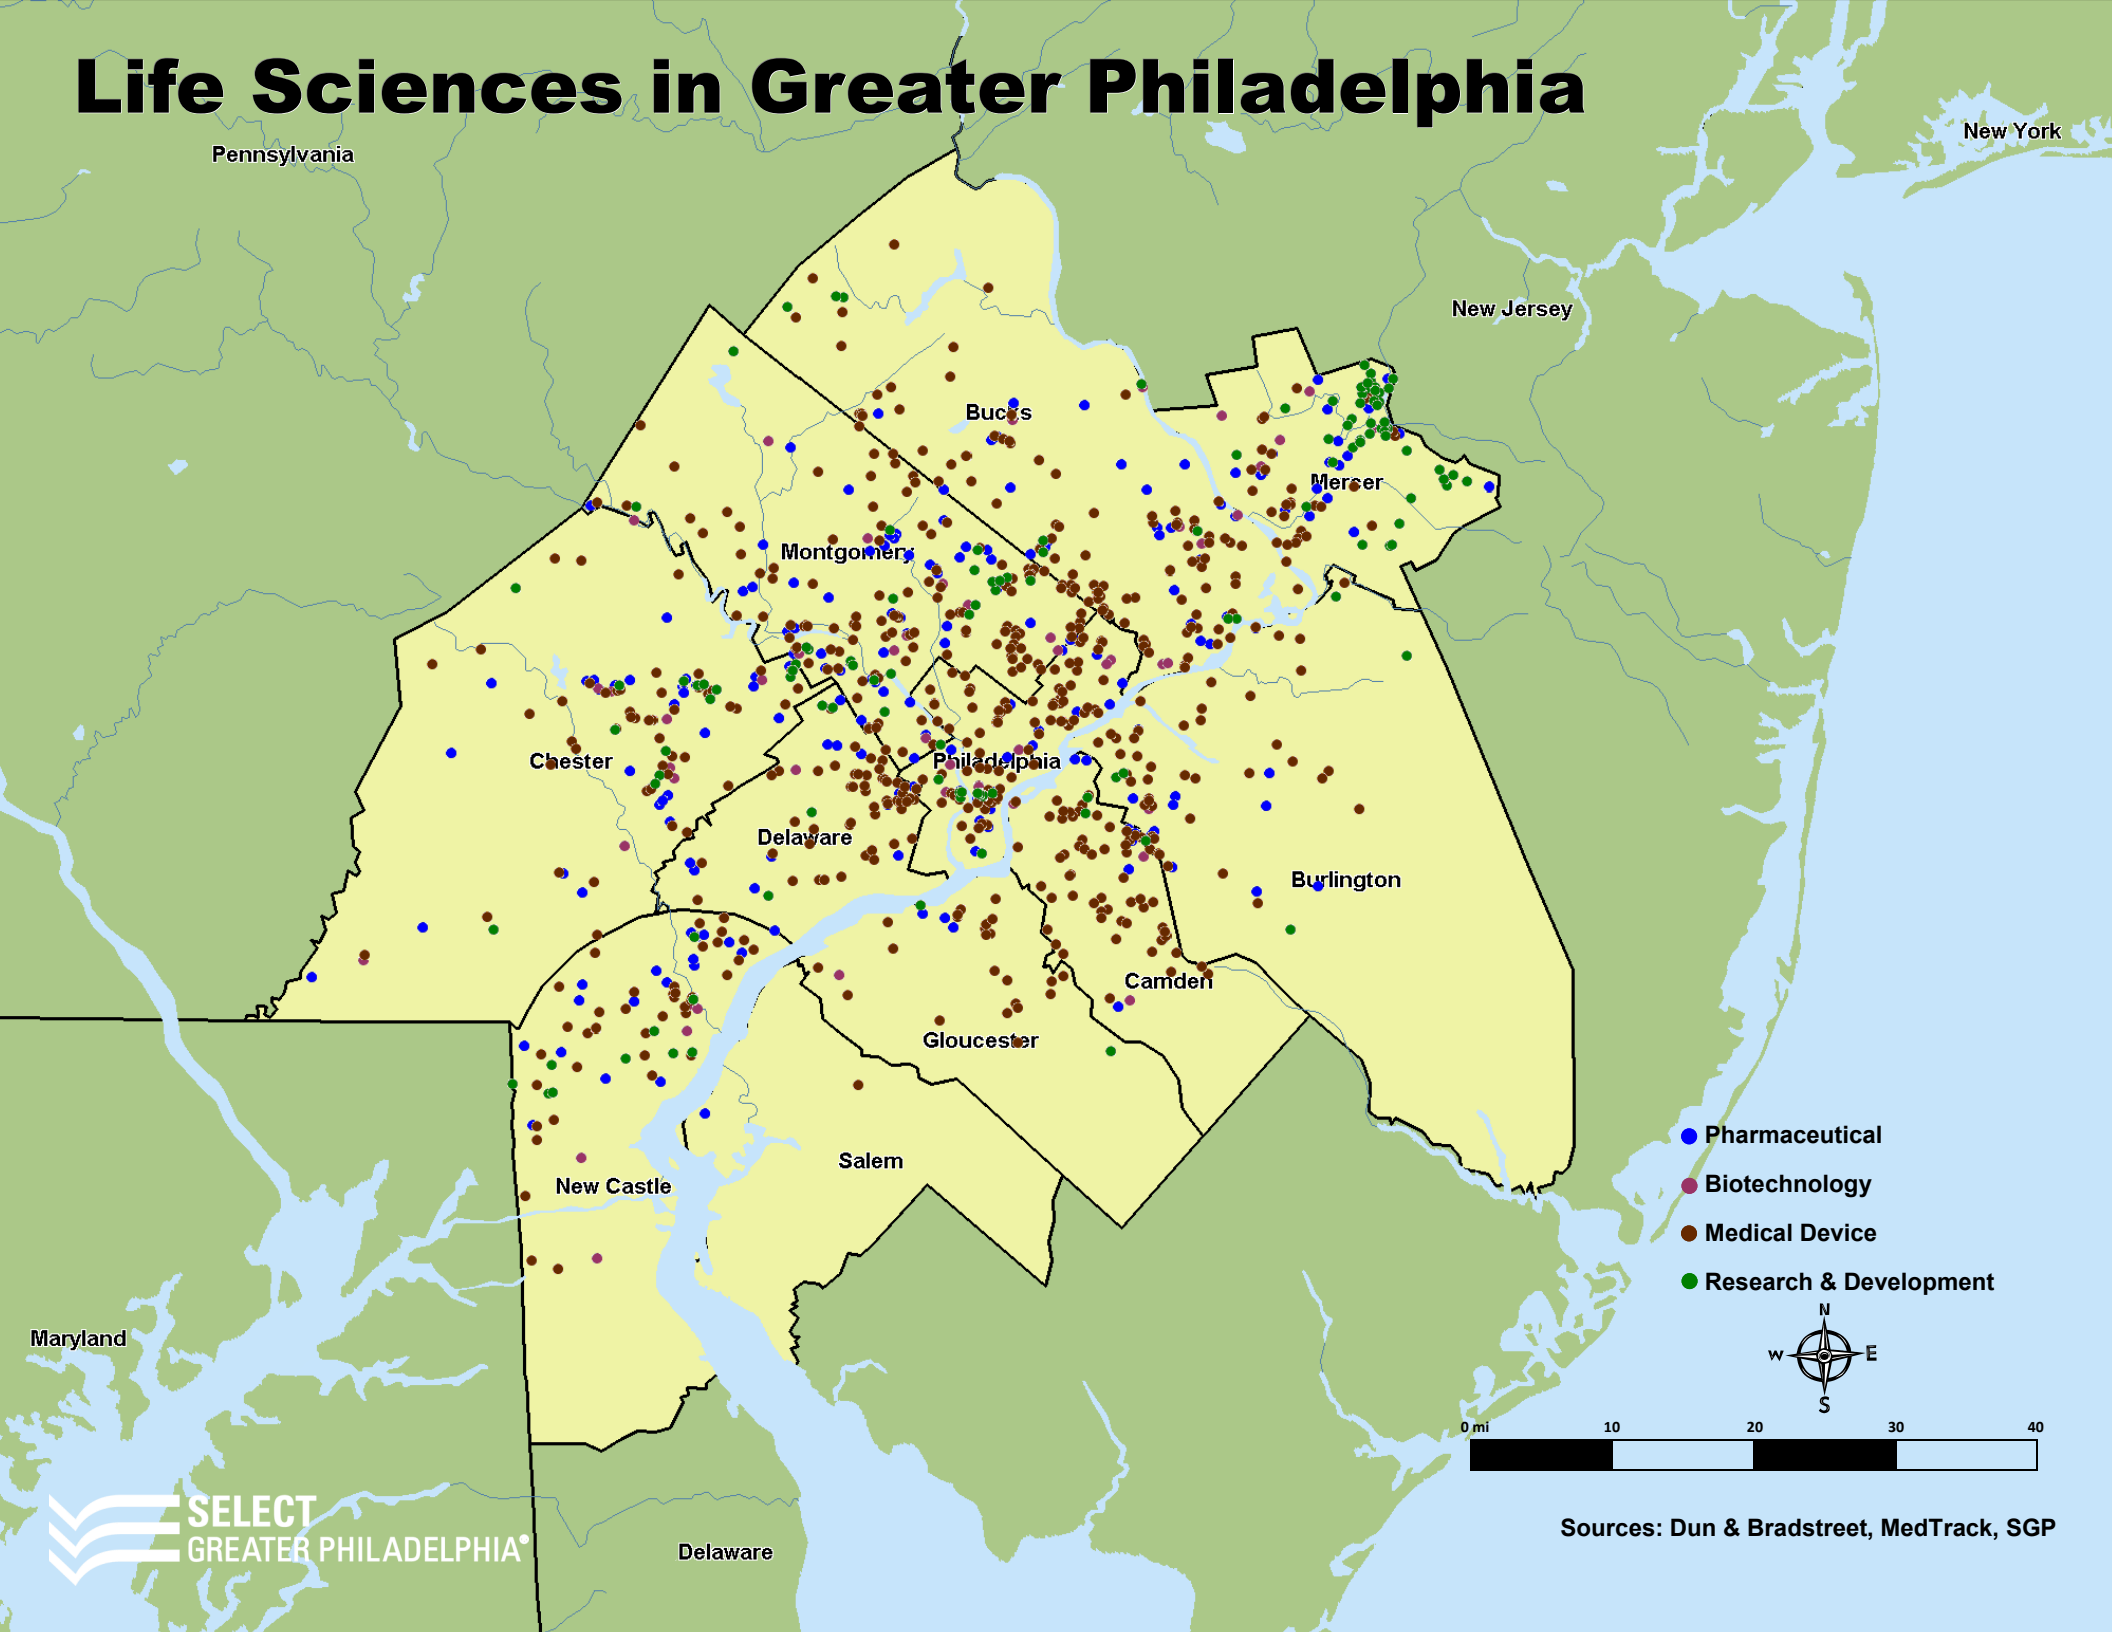 Life Sciences in Greater Philadelphia
Pennsylvania
New York
New Jersey
Bucks
Mercer
Montgomery
Chester
Philadelphia
Delaware
Burlington
Camden
Gloucester
Salem
New Castle
Maryland
Delaware
Pharmaceutical
Biotechnology
Medical Device
Research & Development
N
W E
S
0 mi 10 20 30 40
Sources: Dun & Bradstreet, MedTrack, SGP
SELECT
GREATER PHILADELPHIA®